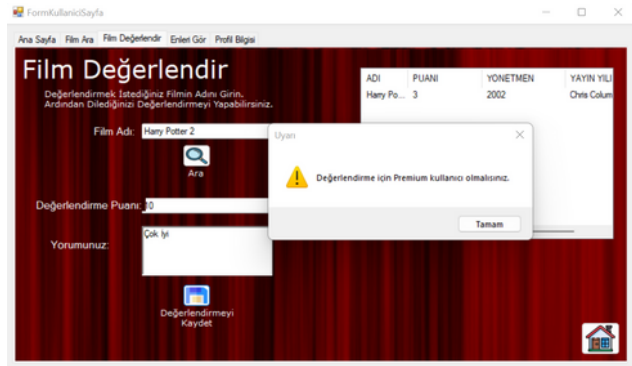 FormKullaniciSayfa
Ana Sayfa Film Ara Film Değerlendir Enleri Gör Profil Bilgisi
Film Değerlendir
Değerlendirmek İstediğiniz Filmin Adını Girin.
Ardından Dilediğinizi Değerlendirmeyi Yapabilirsiniz.
Film Adı: Harry Potter 2
Ara
Değerlendirme Puanı: 10
Yorumunuz: Çok İyi
Değerlendirmeyi
Kaydet
ADI PUANI YONETMEN YAYIN YILI
Harry Po... 3 2002 Chris Colum
Uyarı
Değerlendirme için Premium kullanıcı olmalısınız.
Tamam